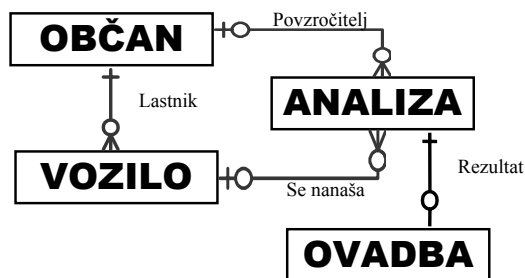 Povzročitelj
OBČAN
ANALIZA
Lastnik
VOZILO
Se nanaša
Rezultat
OVADBA